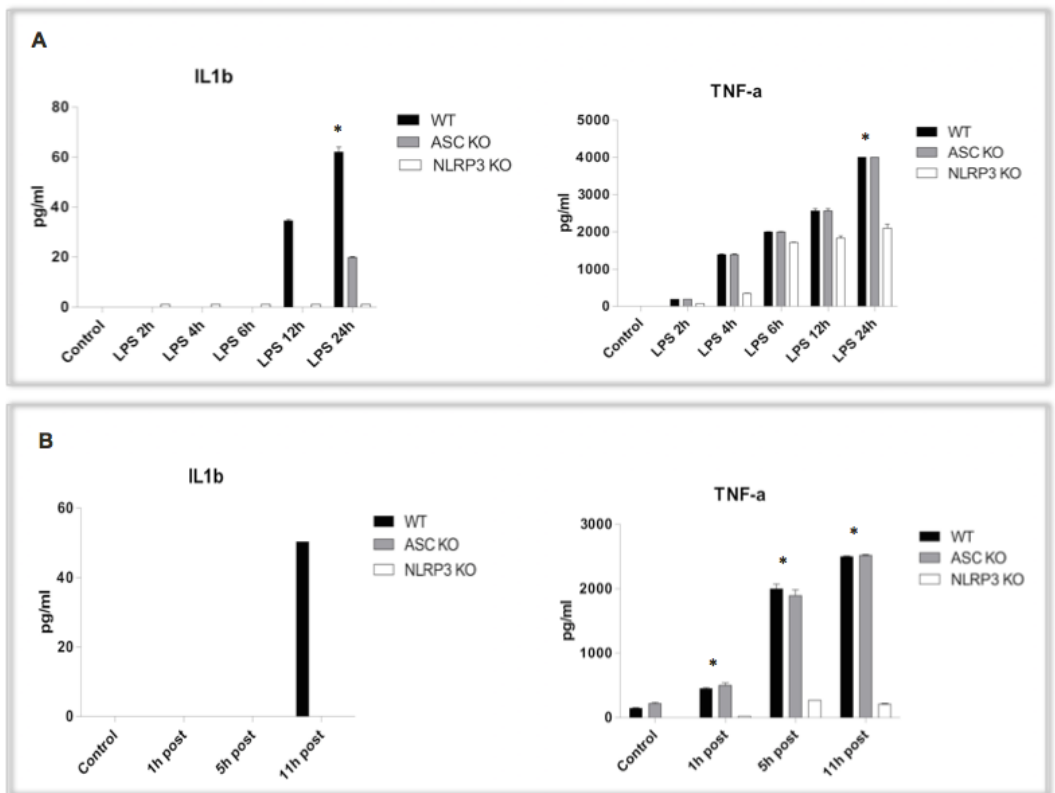 A
IL1b
80
60
40
20
0
pg/ml
*
WT
ASC KO
NLRP3 KO
Control
LPS 2h
LPS 4h
LPS 6h
LPS 12h
LPS 24h
TNF-a
5000
4000
3000
2000
1000
0
pg/ml
*
WT
ASC KO
NLRP3 KO
Control
LPS 2h
LPS 4h
LPS 6h
LPS 12h
LPS 24h
B
IL1b
60
40
20
0
pg/ml
WT
ASC KO
NLRP3 KO
Control
1h post
5h post
11h post
TNF-a
3000
2000
1000
0
pg/ml
*
*
*
WT
ASC KO
NLRP3 KO
Control
1h post
5h post
11h post